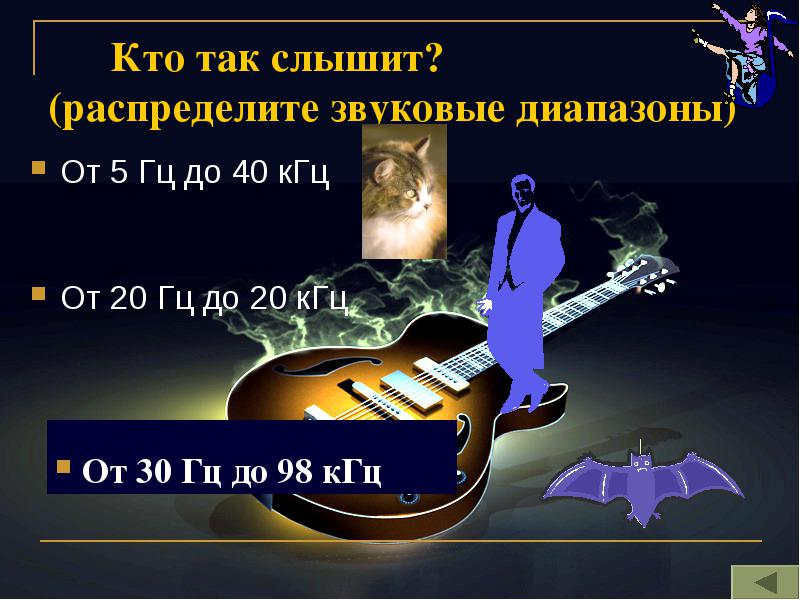 Кто так слышит?
(распределите звуковые диапазоны)
От 5 Гц до 40 кГц
От 20 Гц до 20 кГц
От 30 Гц до 98 кГц